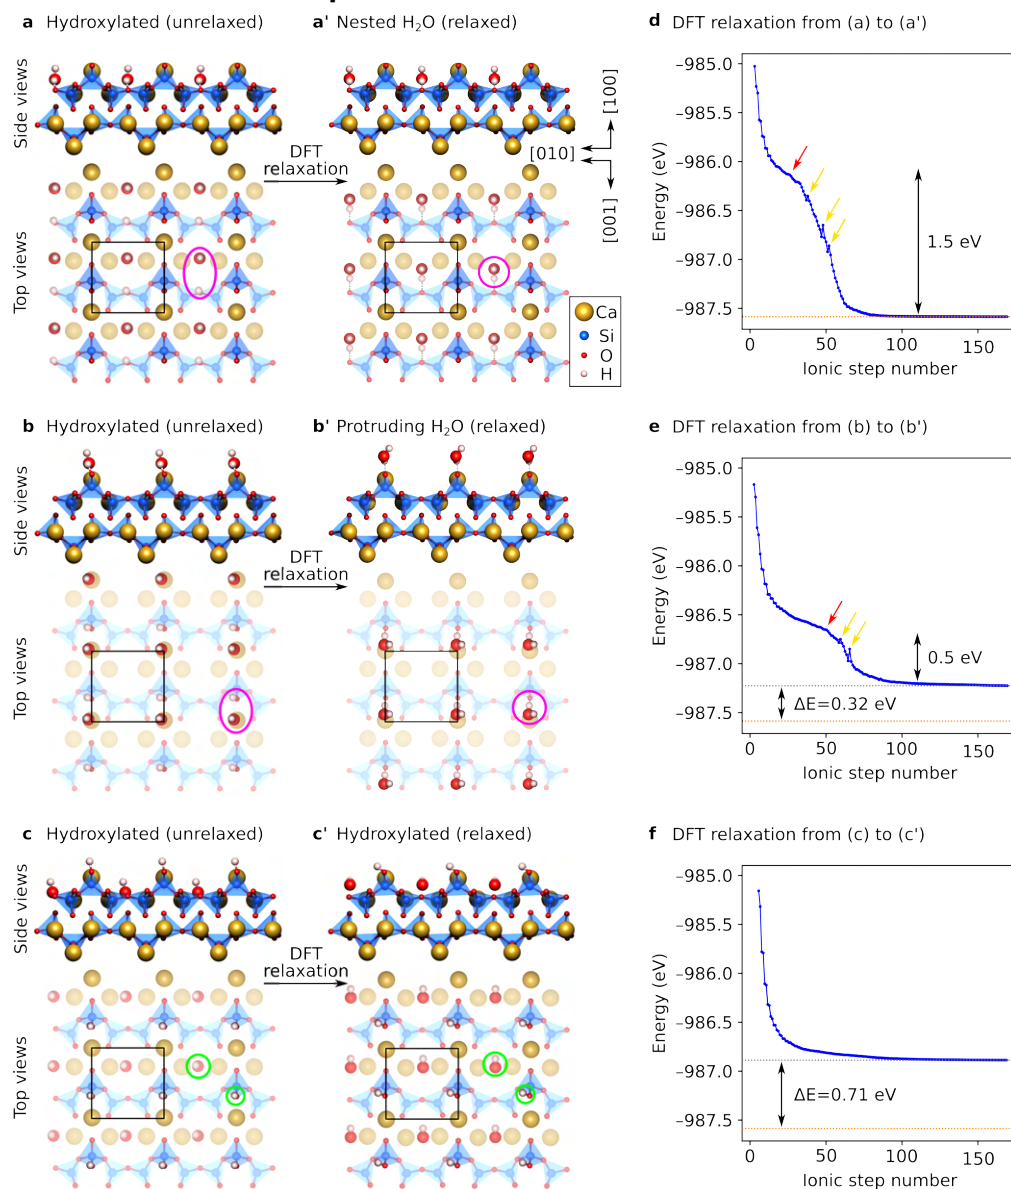 a Hydroxylated (unrelaxed)
a' Nested H₂O (relaxed)
Side views
Top views
DFT
relaxation
[100]
[010]
[001]
Ca
Si
O
H
d DFT relaxation from (a) to (a')
Energy (eV)
−985.0
−985.5
−986.0
−986.5
−987.0
−987.5
1.5 eV
0 50 100 150
Ionic step number
b Hydroxylated (unrelaxed)
b' Protruding H₂O (relaxed)
Side views
Top views
DFT
relaxation
e DFT relaxation from (b) to (b')
Energy (eV)
−985.0
−985.5
−986.0
−986.5
−987.0
−987.5
0.5 eV
ΔE=0.32 eV
0 50 100 150
Ionic step number
c Hydroxylated (unrelaxed)
c' Hydroxylated (relaxed)
Side views
Top views
DFT
relaxation
f DFT relaxation from (c) to (c')
Energy (eV)
−985.0
−985.5
−986.0
−986.5
−987.0
−987.5
ΔE=0.71 eV
0 50 100 150
Ionic step number